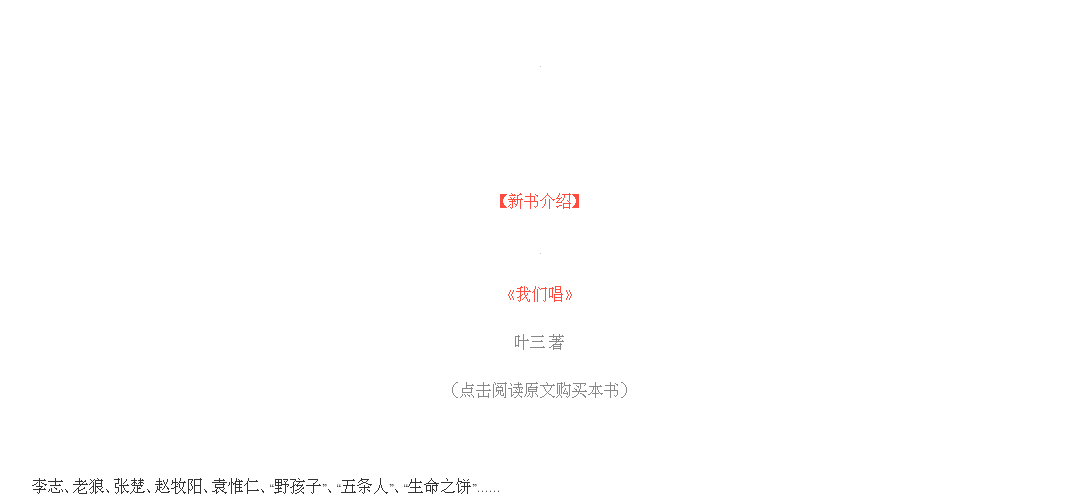 【新书介绍】
《我们唱》
叶三 著
（点击阅读原文购买本书）
李志、老狼、张楚、赵牧阳、袁惟仁、“野孩子”、“五条人”、“生命之饼”……